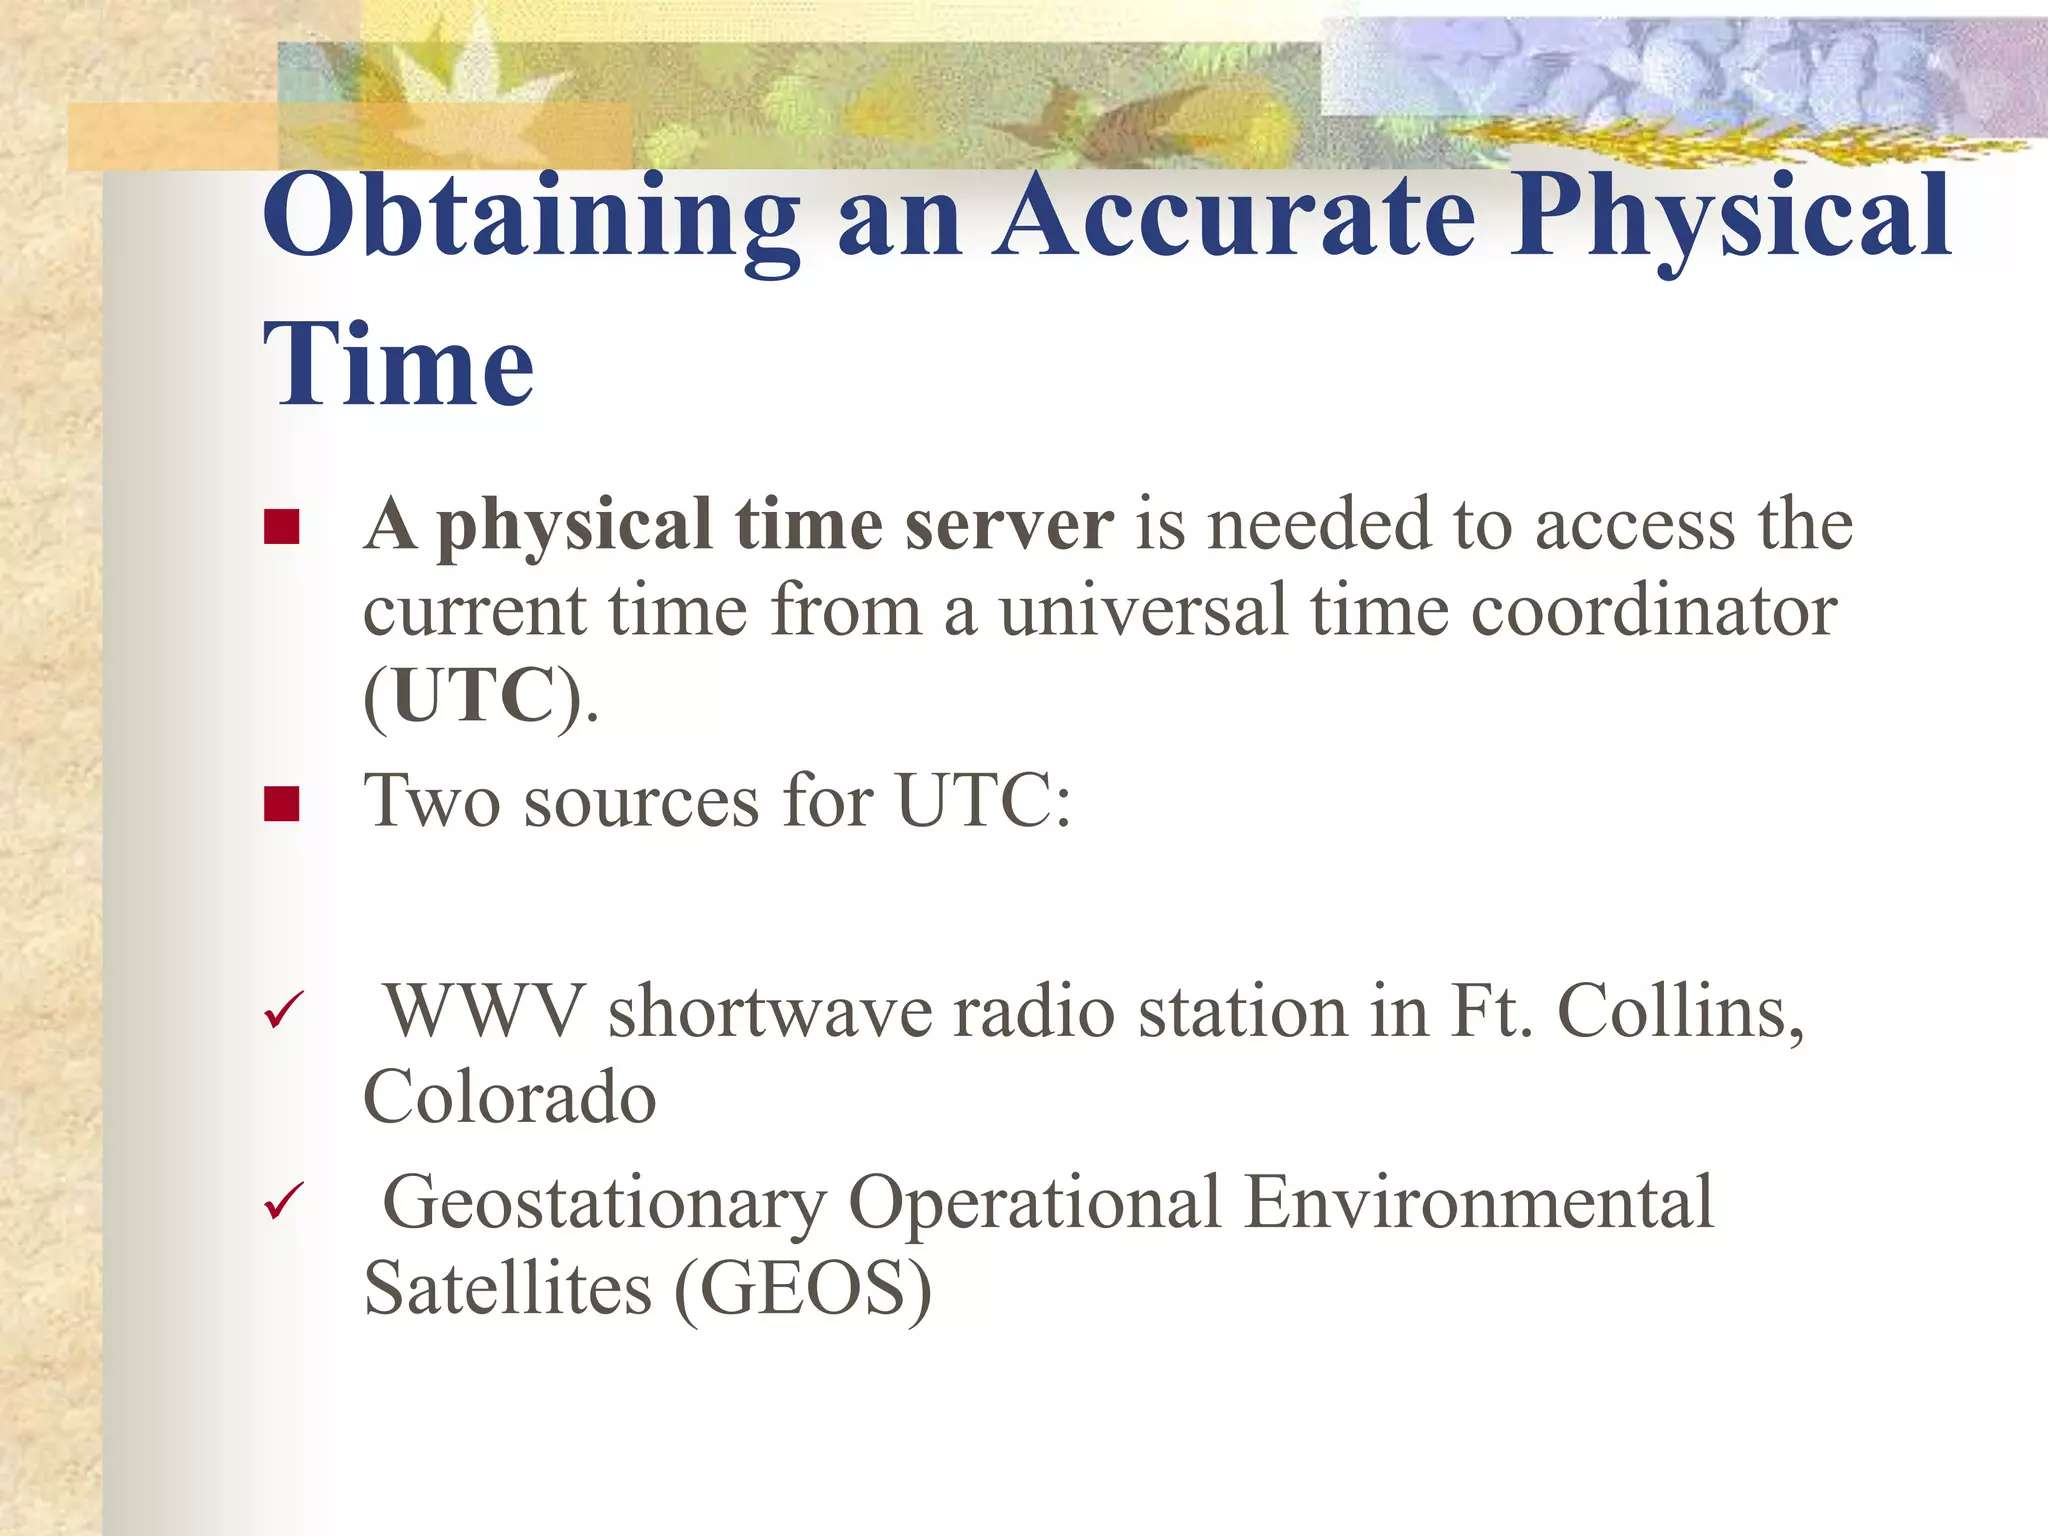 Obtaining an Accurate Physical
Time
A physical time server is needed to access the
current time from a universal time coordinator
(UTC).
Two sources for UTC:
WWV shortwave radio station in Ft. Collins,
Colorado
Geostationary Operational Environmental
Satellites (GEOS)